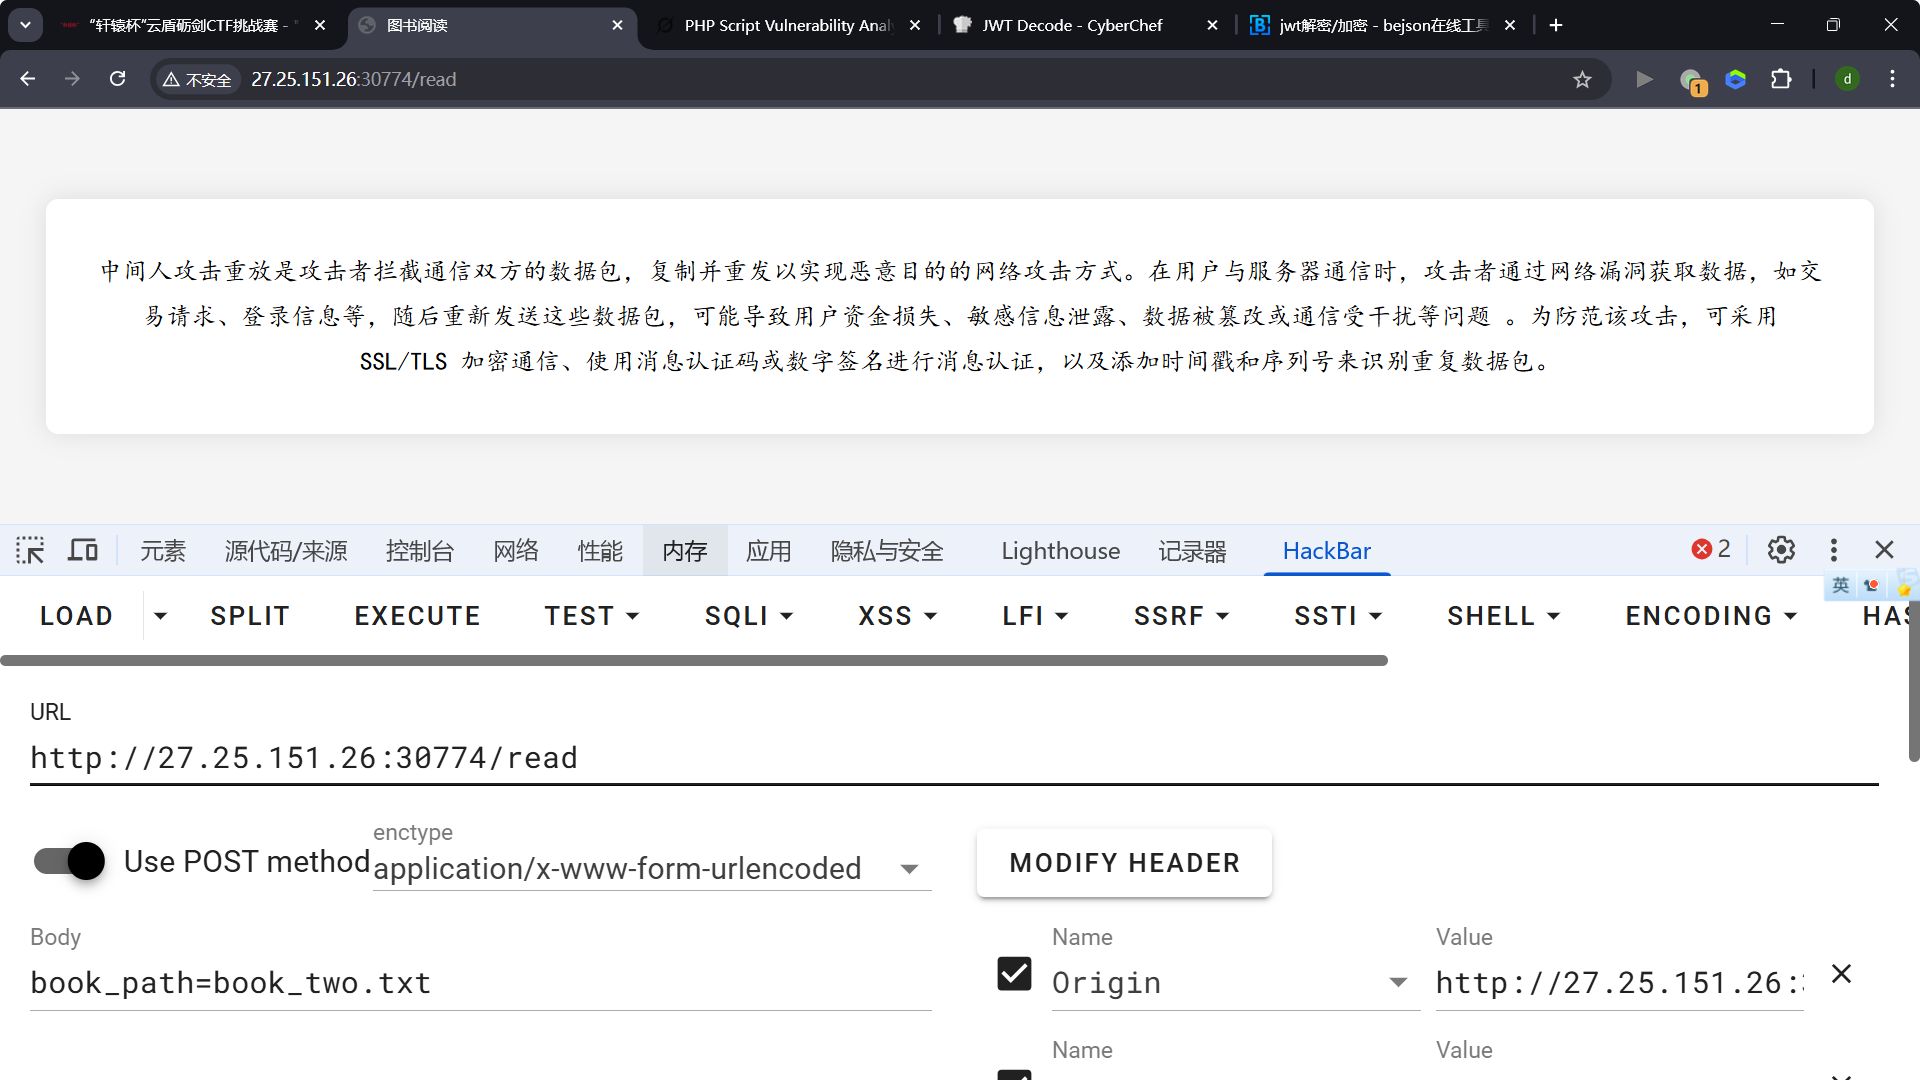 “轩辕杯”云盾砺剑CTF挑战赛 - "
图书阅读
PHP Script Vulnerability Anal
JWT Decode - CyberChef
jwt解密/加密 - bejson在线工具
不安全
27.25.151.26:30774/read
1
d
中间人攻击重放是攻击者拦截通信双方的数据包，复制并重发以实现恶意目的的网络攻击方式。在用户与服务器通信时，攻击者通过网络漏洞获取数据，如交
易请求、登录信息等，随后重新发送这些数据包，可能导致用户资金损失、敏感信息泄露、数据被篡改或通信受干扰等问题 。为防范该攻击，可采用
SSL/TLS 加密通信、使用消息认证码或数字签名进行消息认证，以及添加时间戳和序列号来识别重复数据包。
元素 源代码/来源 控制台 网络 性能 内存 应用 隐私与安全 Lighthouse 记录器 HackBar 2
英
LOAD SPLIT EXECUTE TEST SQLI XSS LFI SSRF SSTI SHELL ENCODING HAS
URL
http://27.25.151.26:30774/read
Use POST method
enctype
application/x-www-form-urlencoded
MODIFY HEADER
Body
book_path=book_two.txt
Name Value
Origin http://27.25.151.26:
Name Value